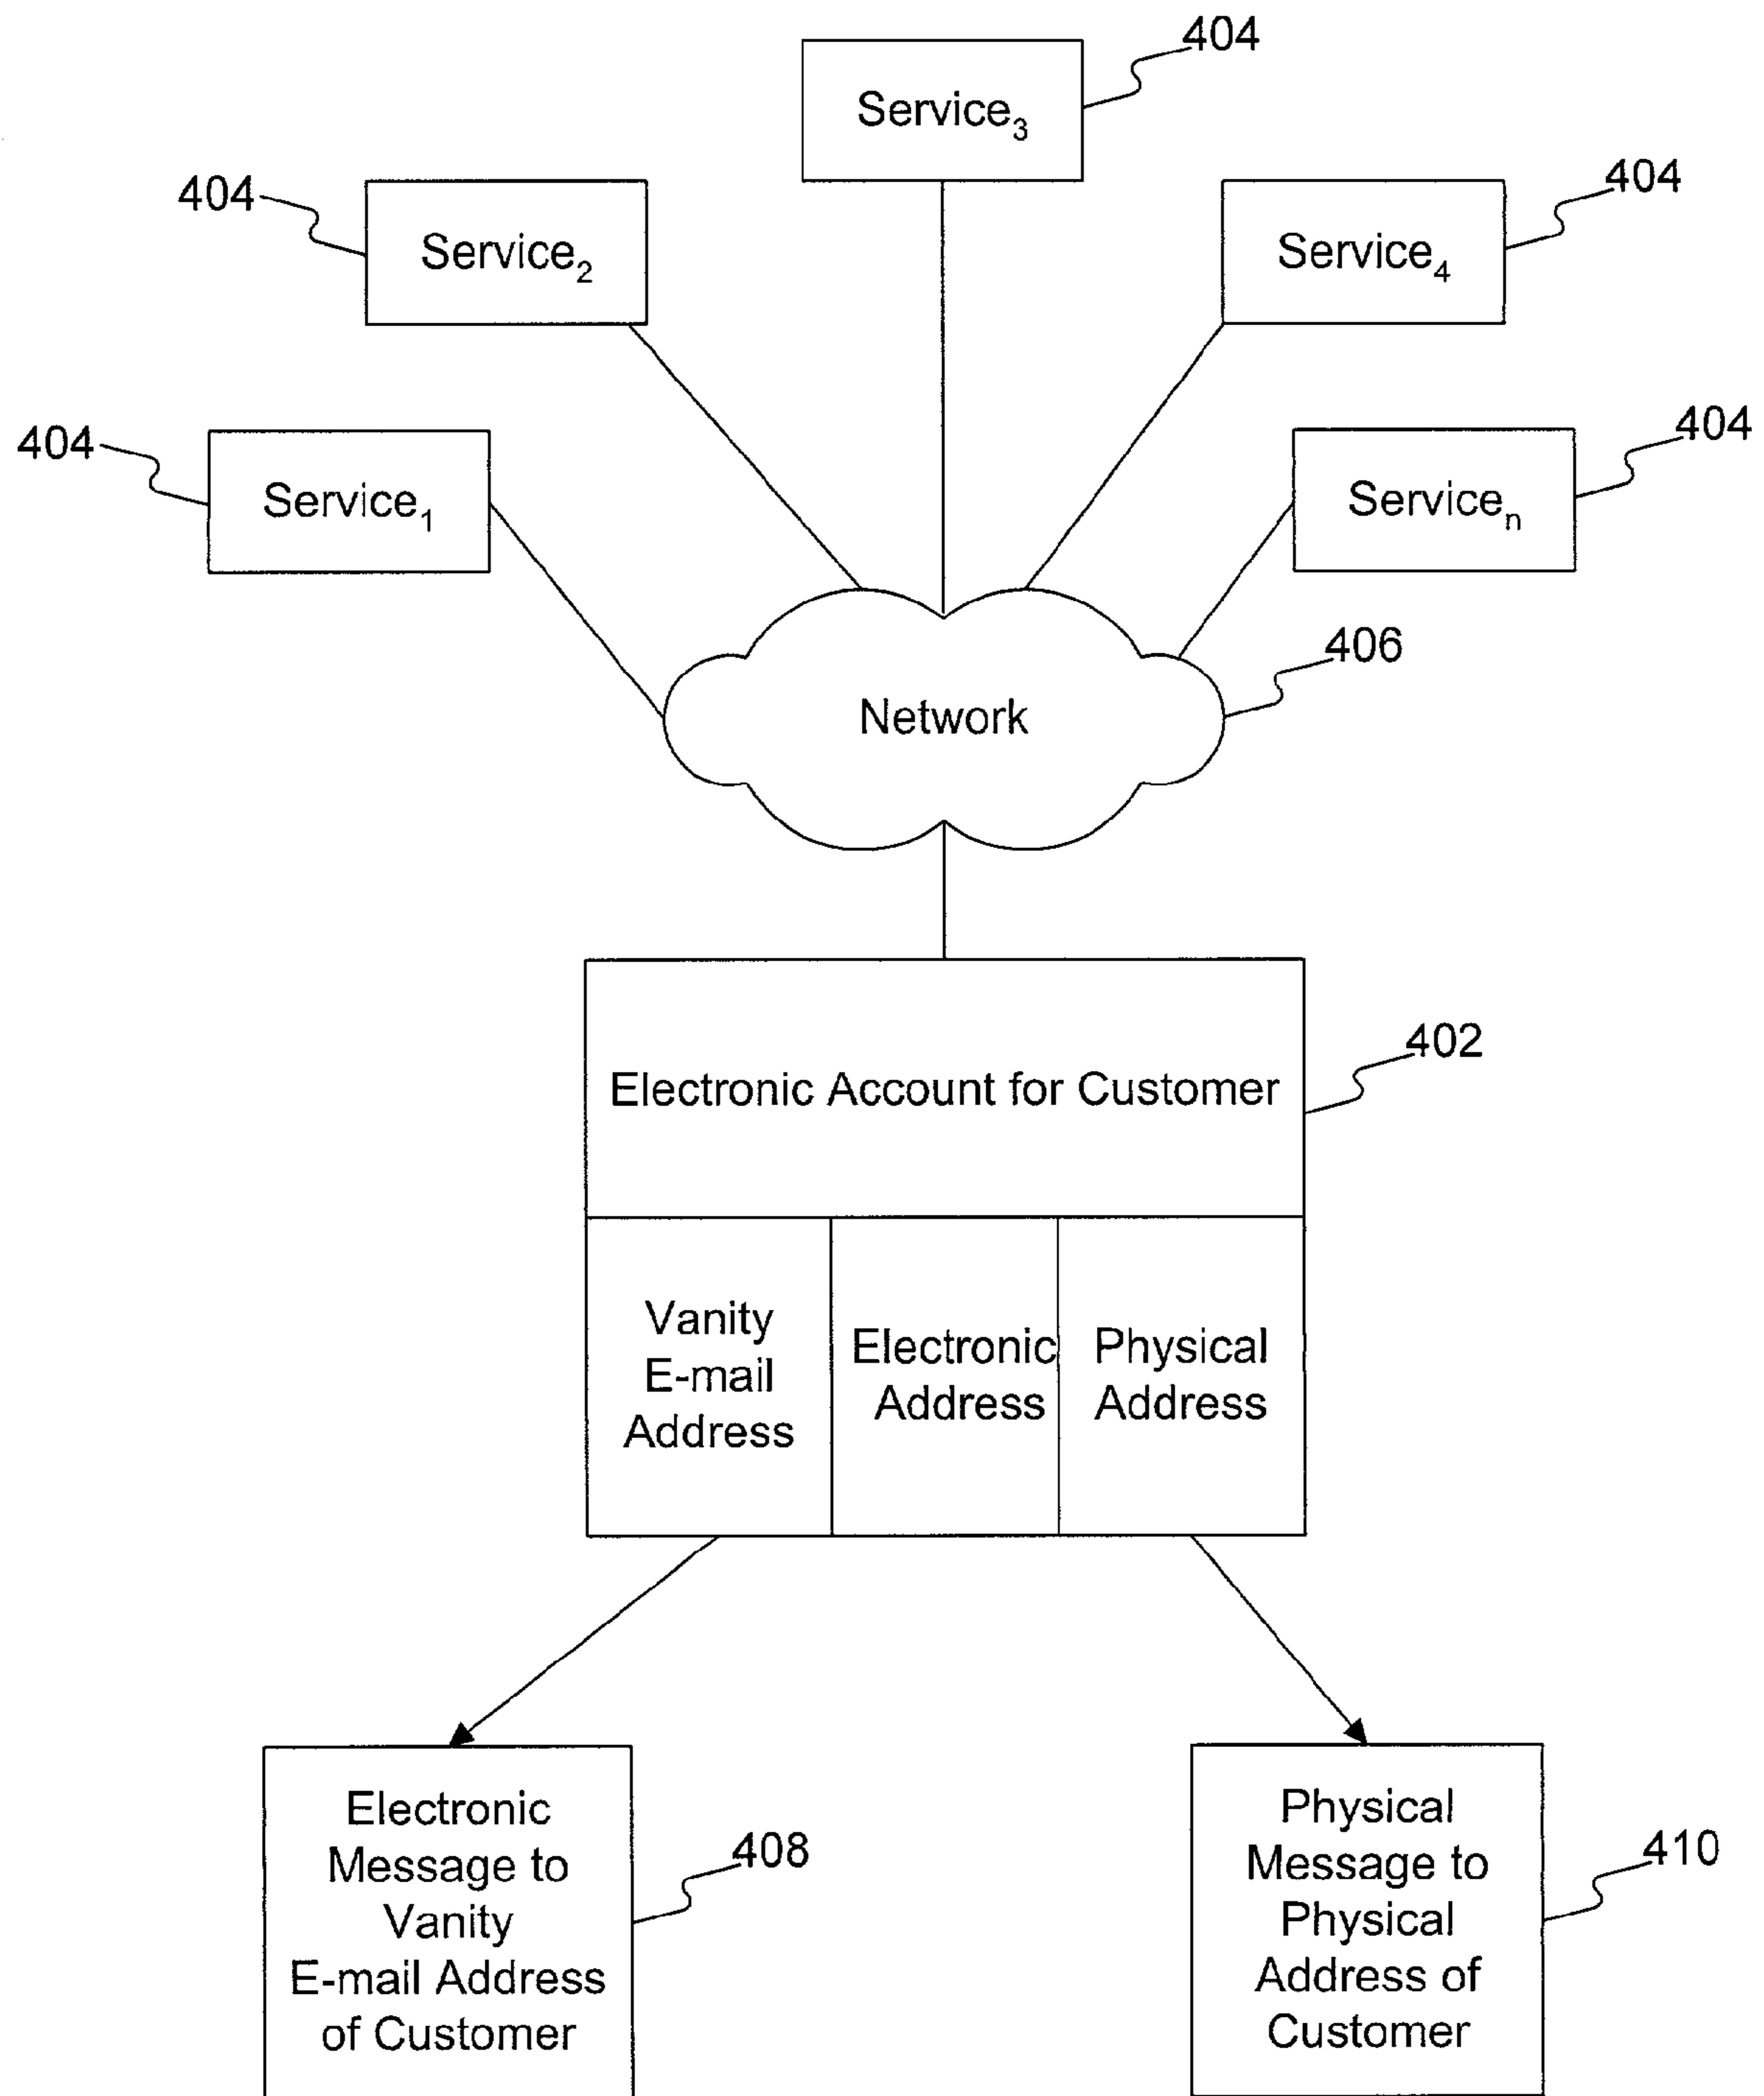 404
Service₃
404
Service₂
404
Service₄
404
Service₁
404
Serviceₙ
406
Network
402
Electronic Account for Customer
Vanity
E-mail
Address
Electronic
Address
Physical
Address
Electronic
Message to
Vanity
E-mail Address
of Customer
408
Physical
Message to
Physical
Address of
Customer
410